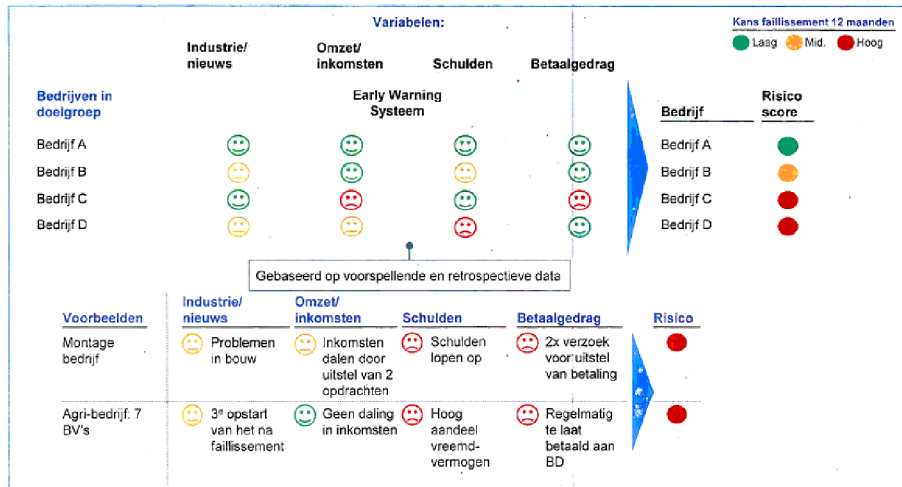 Variabelen:
Kans faillissement 12 maanden
Laag Mid. Hoog
Industrie/
nieuws
Omzet/
inkomsten
Schulden
Betaalgedrag
Bedrijven in
doelgroep
Early Warning
Systeem
Bedrijf
Risico
score
Bedrijf A
Bedrijf A
Bedrijf B
Bedrijf B
Bedrijf C
Bedrijf C
Bedrijf D
Bedrijf D
Gebaseerd op voorspellende en retrospectieve data
Voorbeelden
Industrie/
nieuws
Omzet/
inkomsten
Schulden
Betaalgedrag
Risico
Montage
bedrijf
Problemen
in bouw
Inkomsten
dalen door
uitstel van 2
opdrachten
Schulden
lopen op
2x verzoek
voor uitstel
van betaling
Agri-bedrijf: 7
BV's
3e opstart
van het na
faillissement
Geen daling
in inkomsten
Hoog
aandeel
vreemd-
vermogen
Regelmatig
te laat
betaald aan
BD